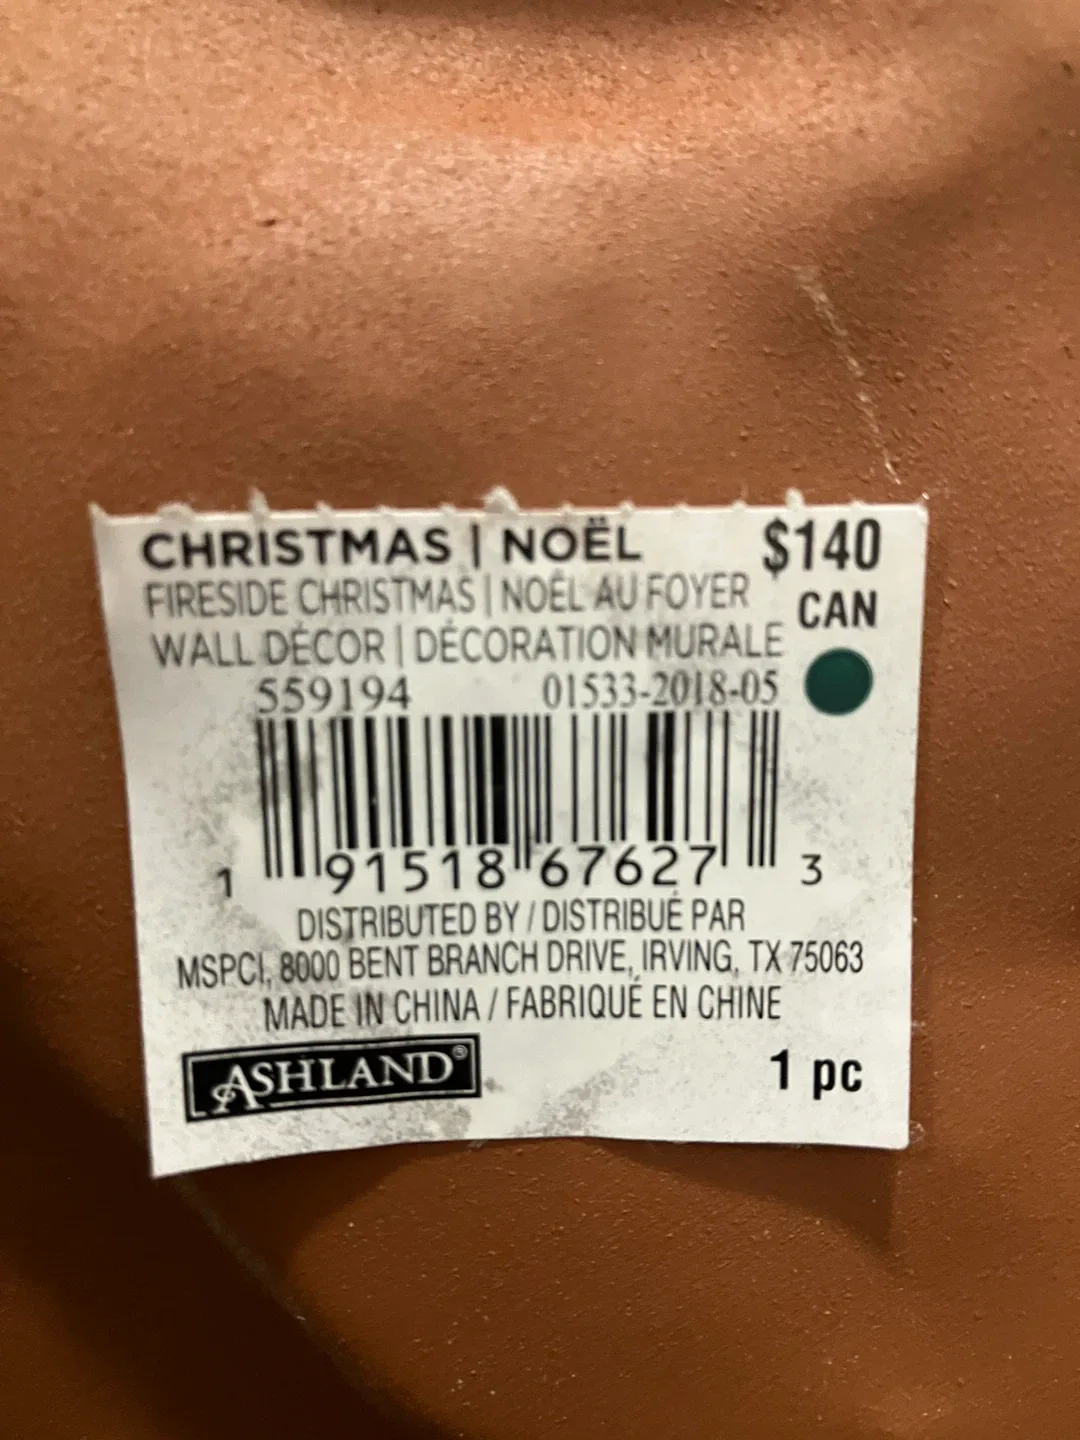 CHRISTMAS | NOËL $140
FIRESIDE CHRISTMAS | NOËL AU FOYER CAN
WALL DÉCOR | DÉCORATION MURALE
559194 01533-2018-05
1 91518 67627 3
DISTRIBUTED BY / DISTRIBUÉ PAR
MSPCI, 8000 BENT BRANCH DRIVE, IRVING, TX 75063
MADE IN CHINA / FABRIQUÉ EN CHINE
ASHLAND® 1 pc